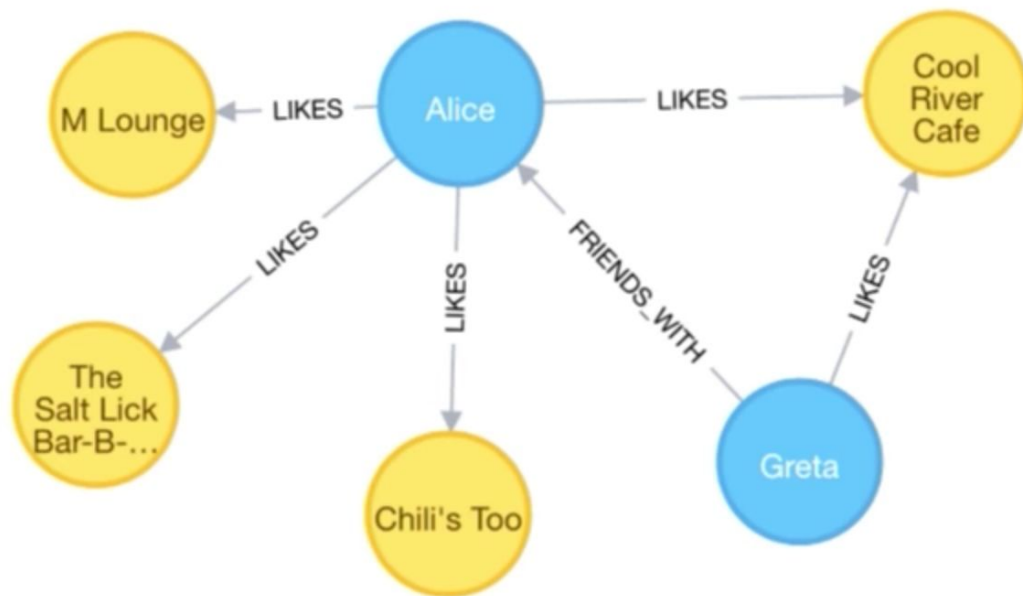 M Lounge
LIKES
Alice
LIKES
Cool
River
Cafe
LIKES
LIKES
FRIENDS_WITH
LIKES
The
Salt Lick
Bar-B-...
Chili's Too
Greta